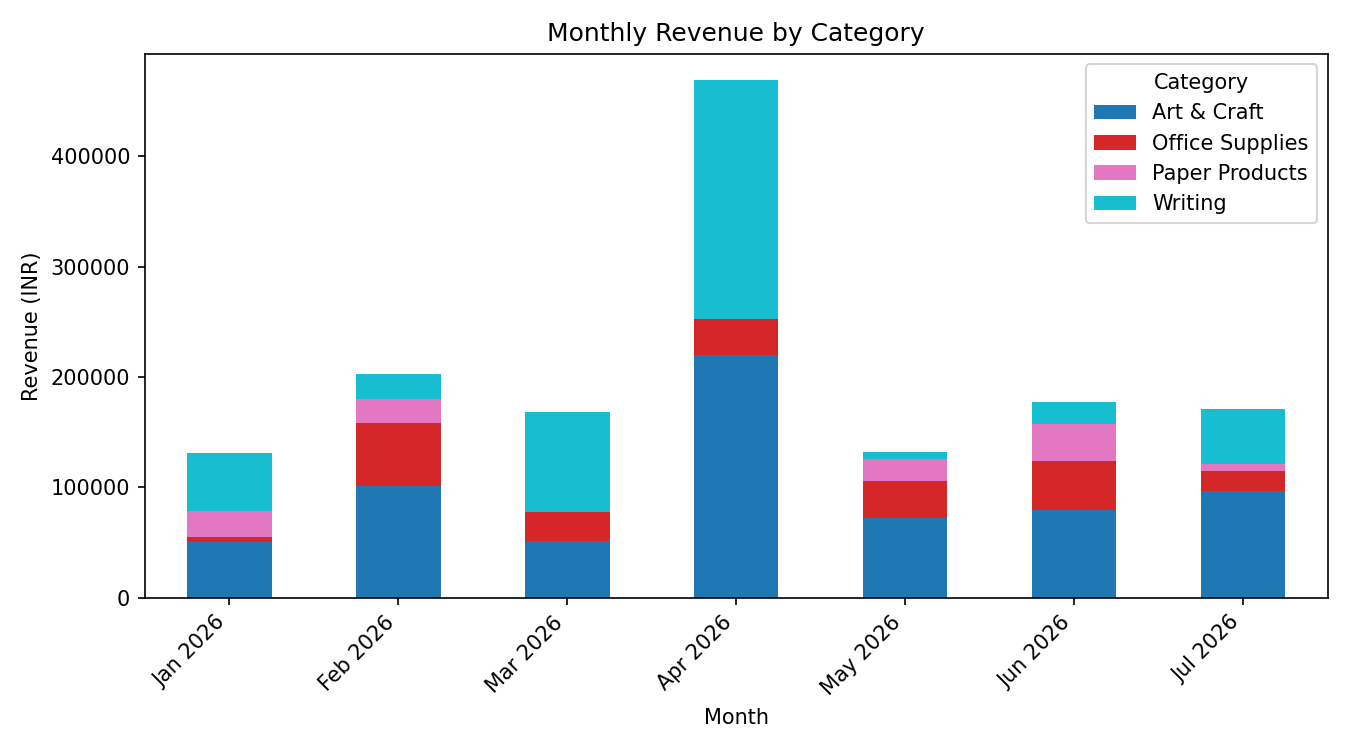 Monthly Revenue by Category
Category
Art & Craft
Office Supplies
Paper Products
Writing
Revenue (INR)
400000
300000
200000
100000
0
Jan 2026
Feb 2026
Mar 2026
Apr 2026
May 2026
Jun 2026
Jul 2026
Month